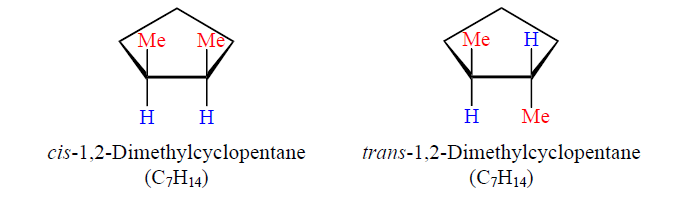 Me Me Me H
H H H Me
cis-1,2-Dimethylcyclopentane trans-1,2-Dimethylcyclopentane
(C₇H₁₄) (C₇H₁₄)